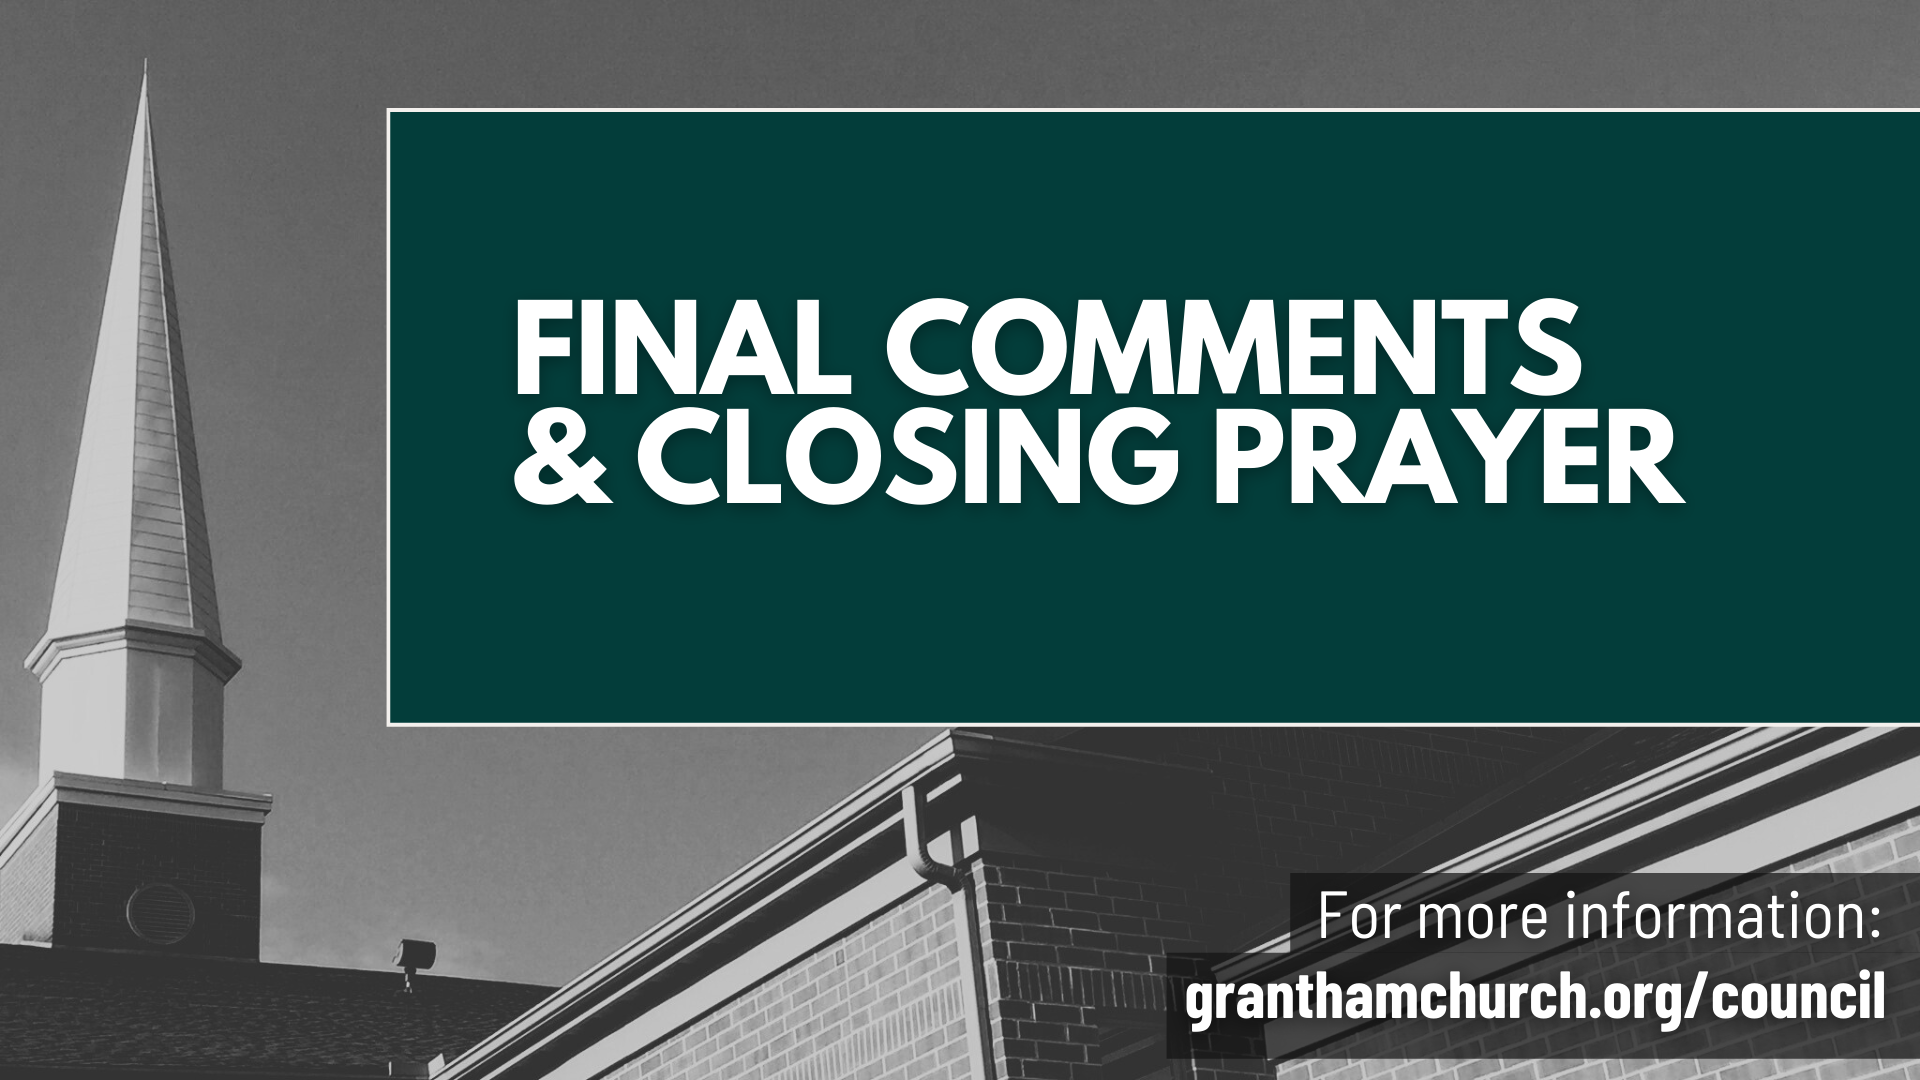 FINAL COMMENTS
& CLOSING PRAYER
For more information:
granthamchurch.org/council